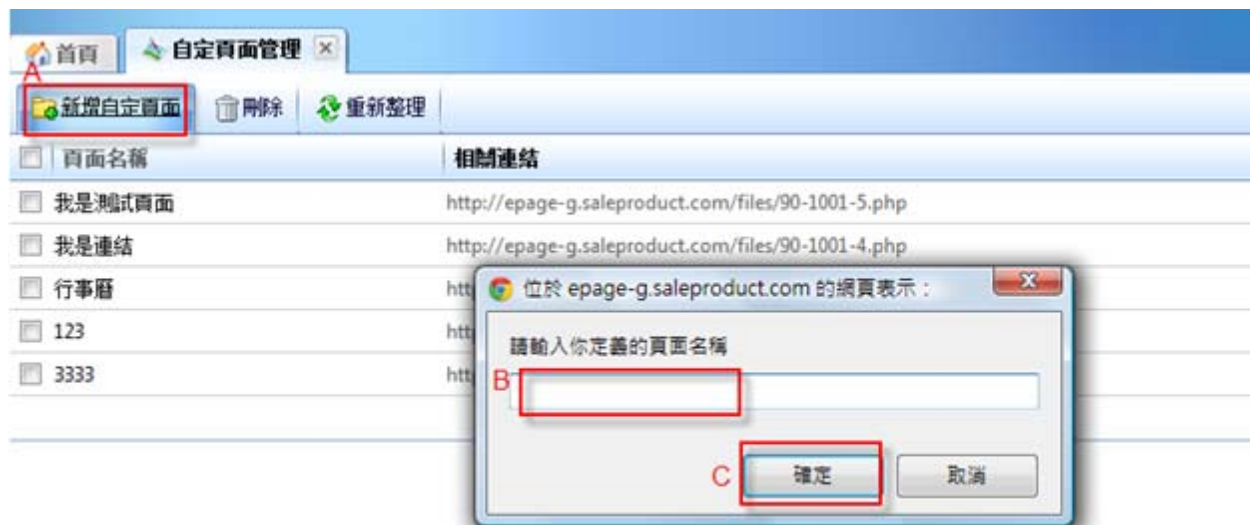 首頁 自定頁面管理
A
新增自定頁面 刪除 重新整理
頁面名稱 相關連結
我是測試頁面 http://epage-g.saleproduct.com/files/90-1001-5.php
我是連結 http://epage-g.saleproduct.com/files/90-1001-4.php
行事曆 htt
123 htt
3333 htt
位於 epage-g.saleproduct.com 的網頁表示：
請輸入你定義的頁面名稱
B
C 確定 取消